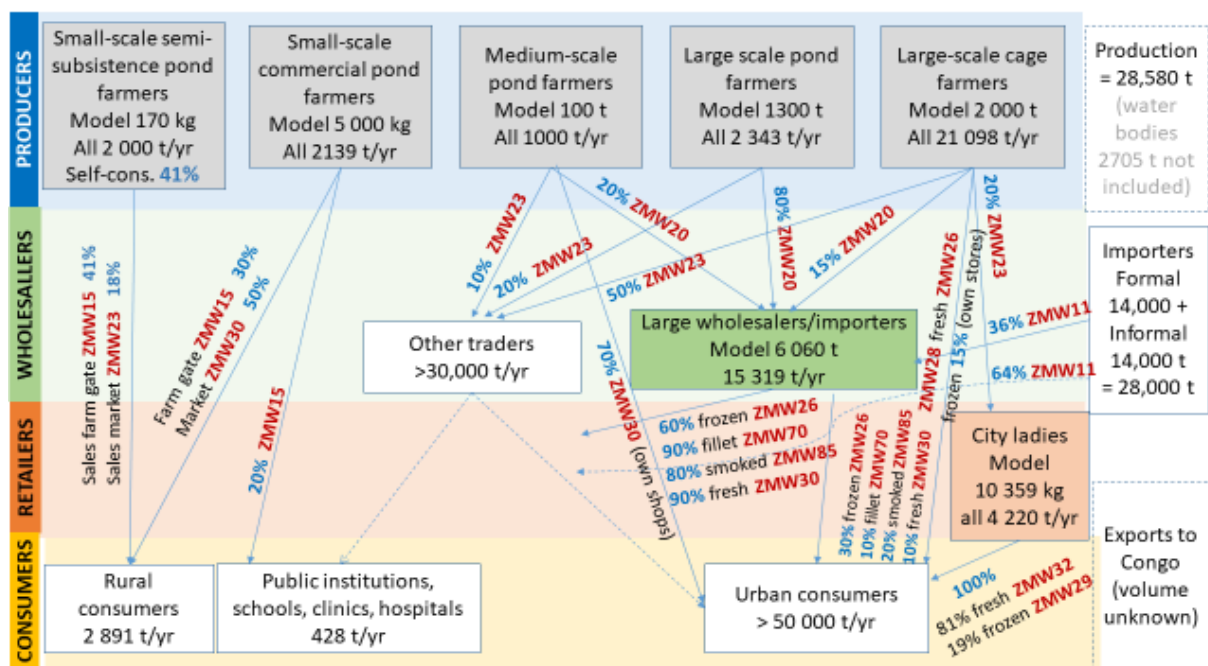 PRODUCERS
Small-scale semi-
subsistence pond
farmers
Model 170 kg
All 2 000 t/yr
Self-cons. 41%
Small-scale
commercial pond
farmers
Model 5 000 kg
All 2139 t/yr
Medium-scale
pond farmers
Model 100 t
All 1000 t/yr
Large scale pond
farmers
Model 1300 t
All 2 343 t/yr
Large-scale cage
farmers
Model 2 000 t
All 21 098 t/yr
Production
= 28,580 t
(water
bodies
2705 t not
included)
WHOLESALLERS
Sales farm gate ZMW15 41%
Sales market ZMW23 18%
Farm gate ZMW15 30%
Market ZMW30 50%
20% ZMW15
10% ZMW23
20% ZMW20
20% ZMW23
80% ZMW20
50% ZMW23
15% ZMW20
20% ZMW23
70% ZMW30 (own shops)
frozen ZMW28 fresh ZMW26
frozen 15% (own stores)
Other traders
>30,000 t/yr
Large wholesalers/importers
Model 6 060 t
15 319 t/yr
36% ZMW11
64% ZMW11
Importers
Formal
14,000 +
Informal
14,000 t
= 28,000 t
RETAILERS
60% frozen ZMW26
90% fillet ZMW70
80% smoked ZMW85
90% fresh ZMW30
30% frozen ZMW26
10% fillet ZMW70
20% smoked ZMW85
10% fresh ZMW30
City ladies
Model
10 359 kg
all 4 220 t/yr
CONSUMERS
Rural
consumers
2 891 t/yr
Public institutions,
schools, clinics, hospitals
428 t/yr
Urban consumers
> 50 000 t/yr
100%
81% fresh ZMW32
19% frozen ZMW29
Exports to
Congo
(volume
unknown)